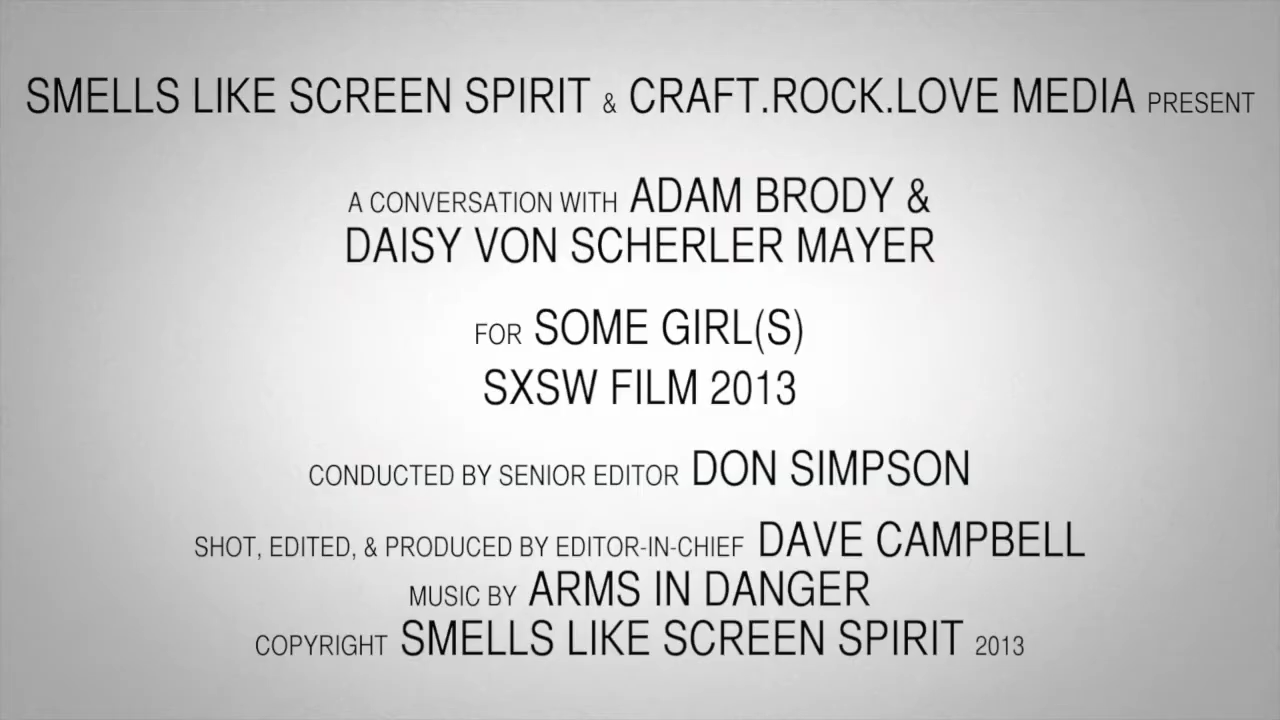 SMELLS LIKE SCREEN SPIRIT & CRAFT.ROCK.LOVE MEDIA PRESENT
A CONVERSATION WITH ADAM BRODY &
DAISY VON SCHERLER MAYER
FOR SOME GIRL(S)
SXSW FILM 2013
CONDUCTED BY SENIOR EDITOR DON SIMPSON
SHOT, EDITED, & PRODUCED BY EDITOR-IN-CHIEF DAVE CAMPBELL
MUSIC BY ARMS IN DANGER
COPYRIGHT SMELLS LIKE SCREEN SPIRIT 2013